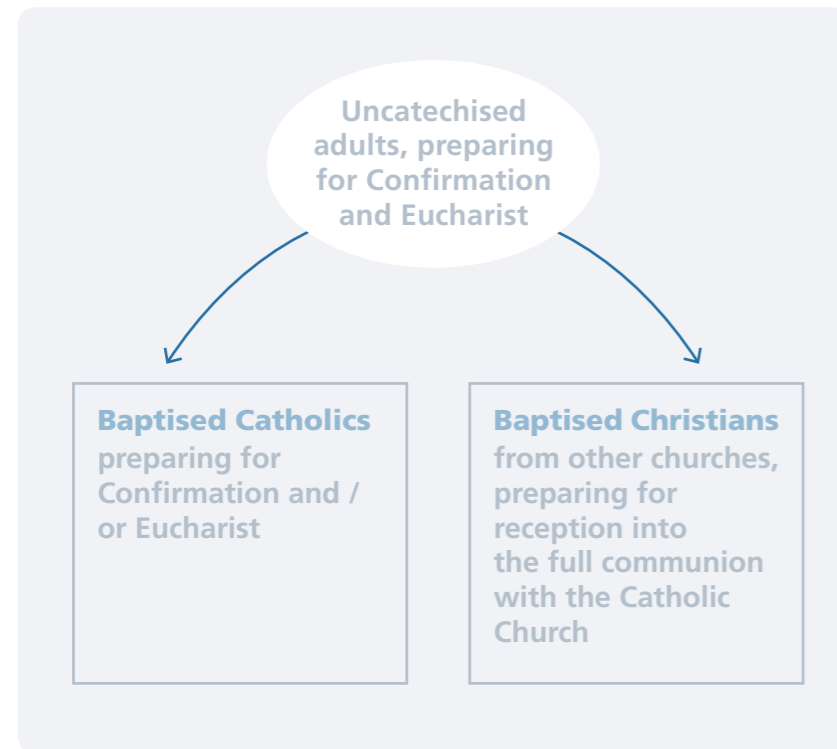 Uncatechised
adults, preparing
for Confirmation
and Eucharist
Baptised Catholics
preparing for
Confirmation and /
or Eucharist
Baptised Christians
from other churches,
preparing for
reception into
the full communion
with the Catholic
Church